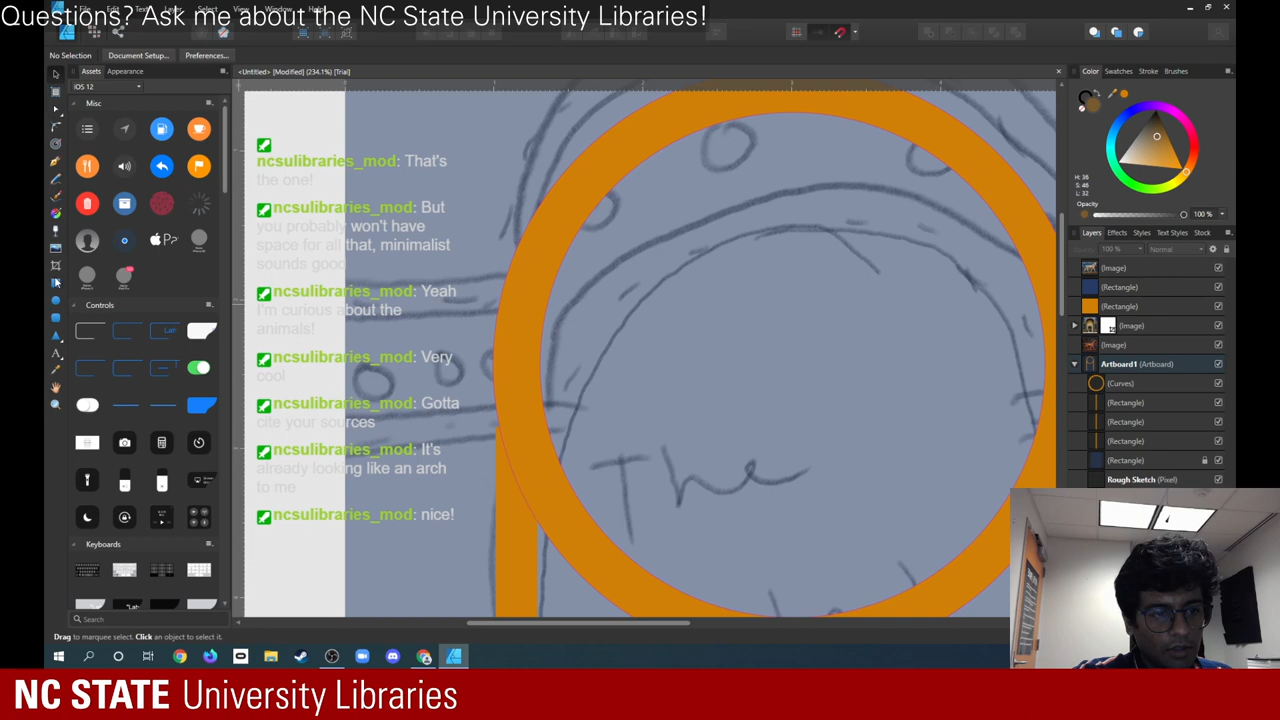 Questions? Ask me about the NC State University Libraries!
No Selection
Document Setup...
Preferences...
Assets
Appearance
<Untitled> [Modified] (234.1%) [Trial]
iOS 12
Misc
Controls
Keyboards
Search
ncsulibraries_mod: That's
the one!
ncsulibraries_mod: But
you probably won't have
space for all that, minimalist
sounds good
ncsulibraries_mod: Yeah
I'm curious about the
animals!
ncsulibraries_mod: Very
cool
ncsulibraries_mod: Gotta
cite your sources
ncsulibraries_mod: It's
already looking like an arch
to me
ncsulibraries_mod: nice!
The
Color
Swatches
Stroke
Brushes
H: 36
S: 46
L: 32
Opacity
100 %
Layers
Effects
Styles
Text Styles
Stock
100 %
Normal
(Image)
(Rectangle)
(Rectangle)
(Image)
(Image)
Artboard1 (Artboard)
(Curves)
(Rectangle)
(Rectangle)
(Rectangle)
(Rectangle)
Rough Sketch (Pixel)
Drag to marquee select. Click an object to select it.
NC STATE University Libraries